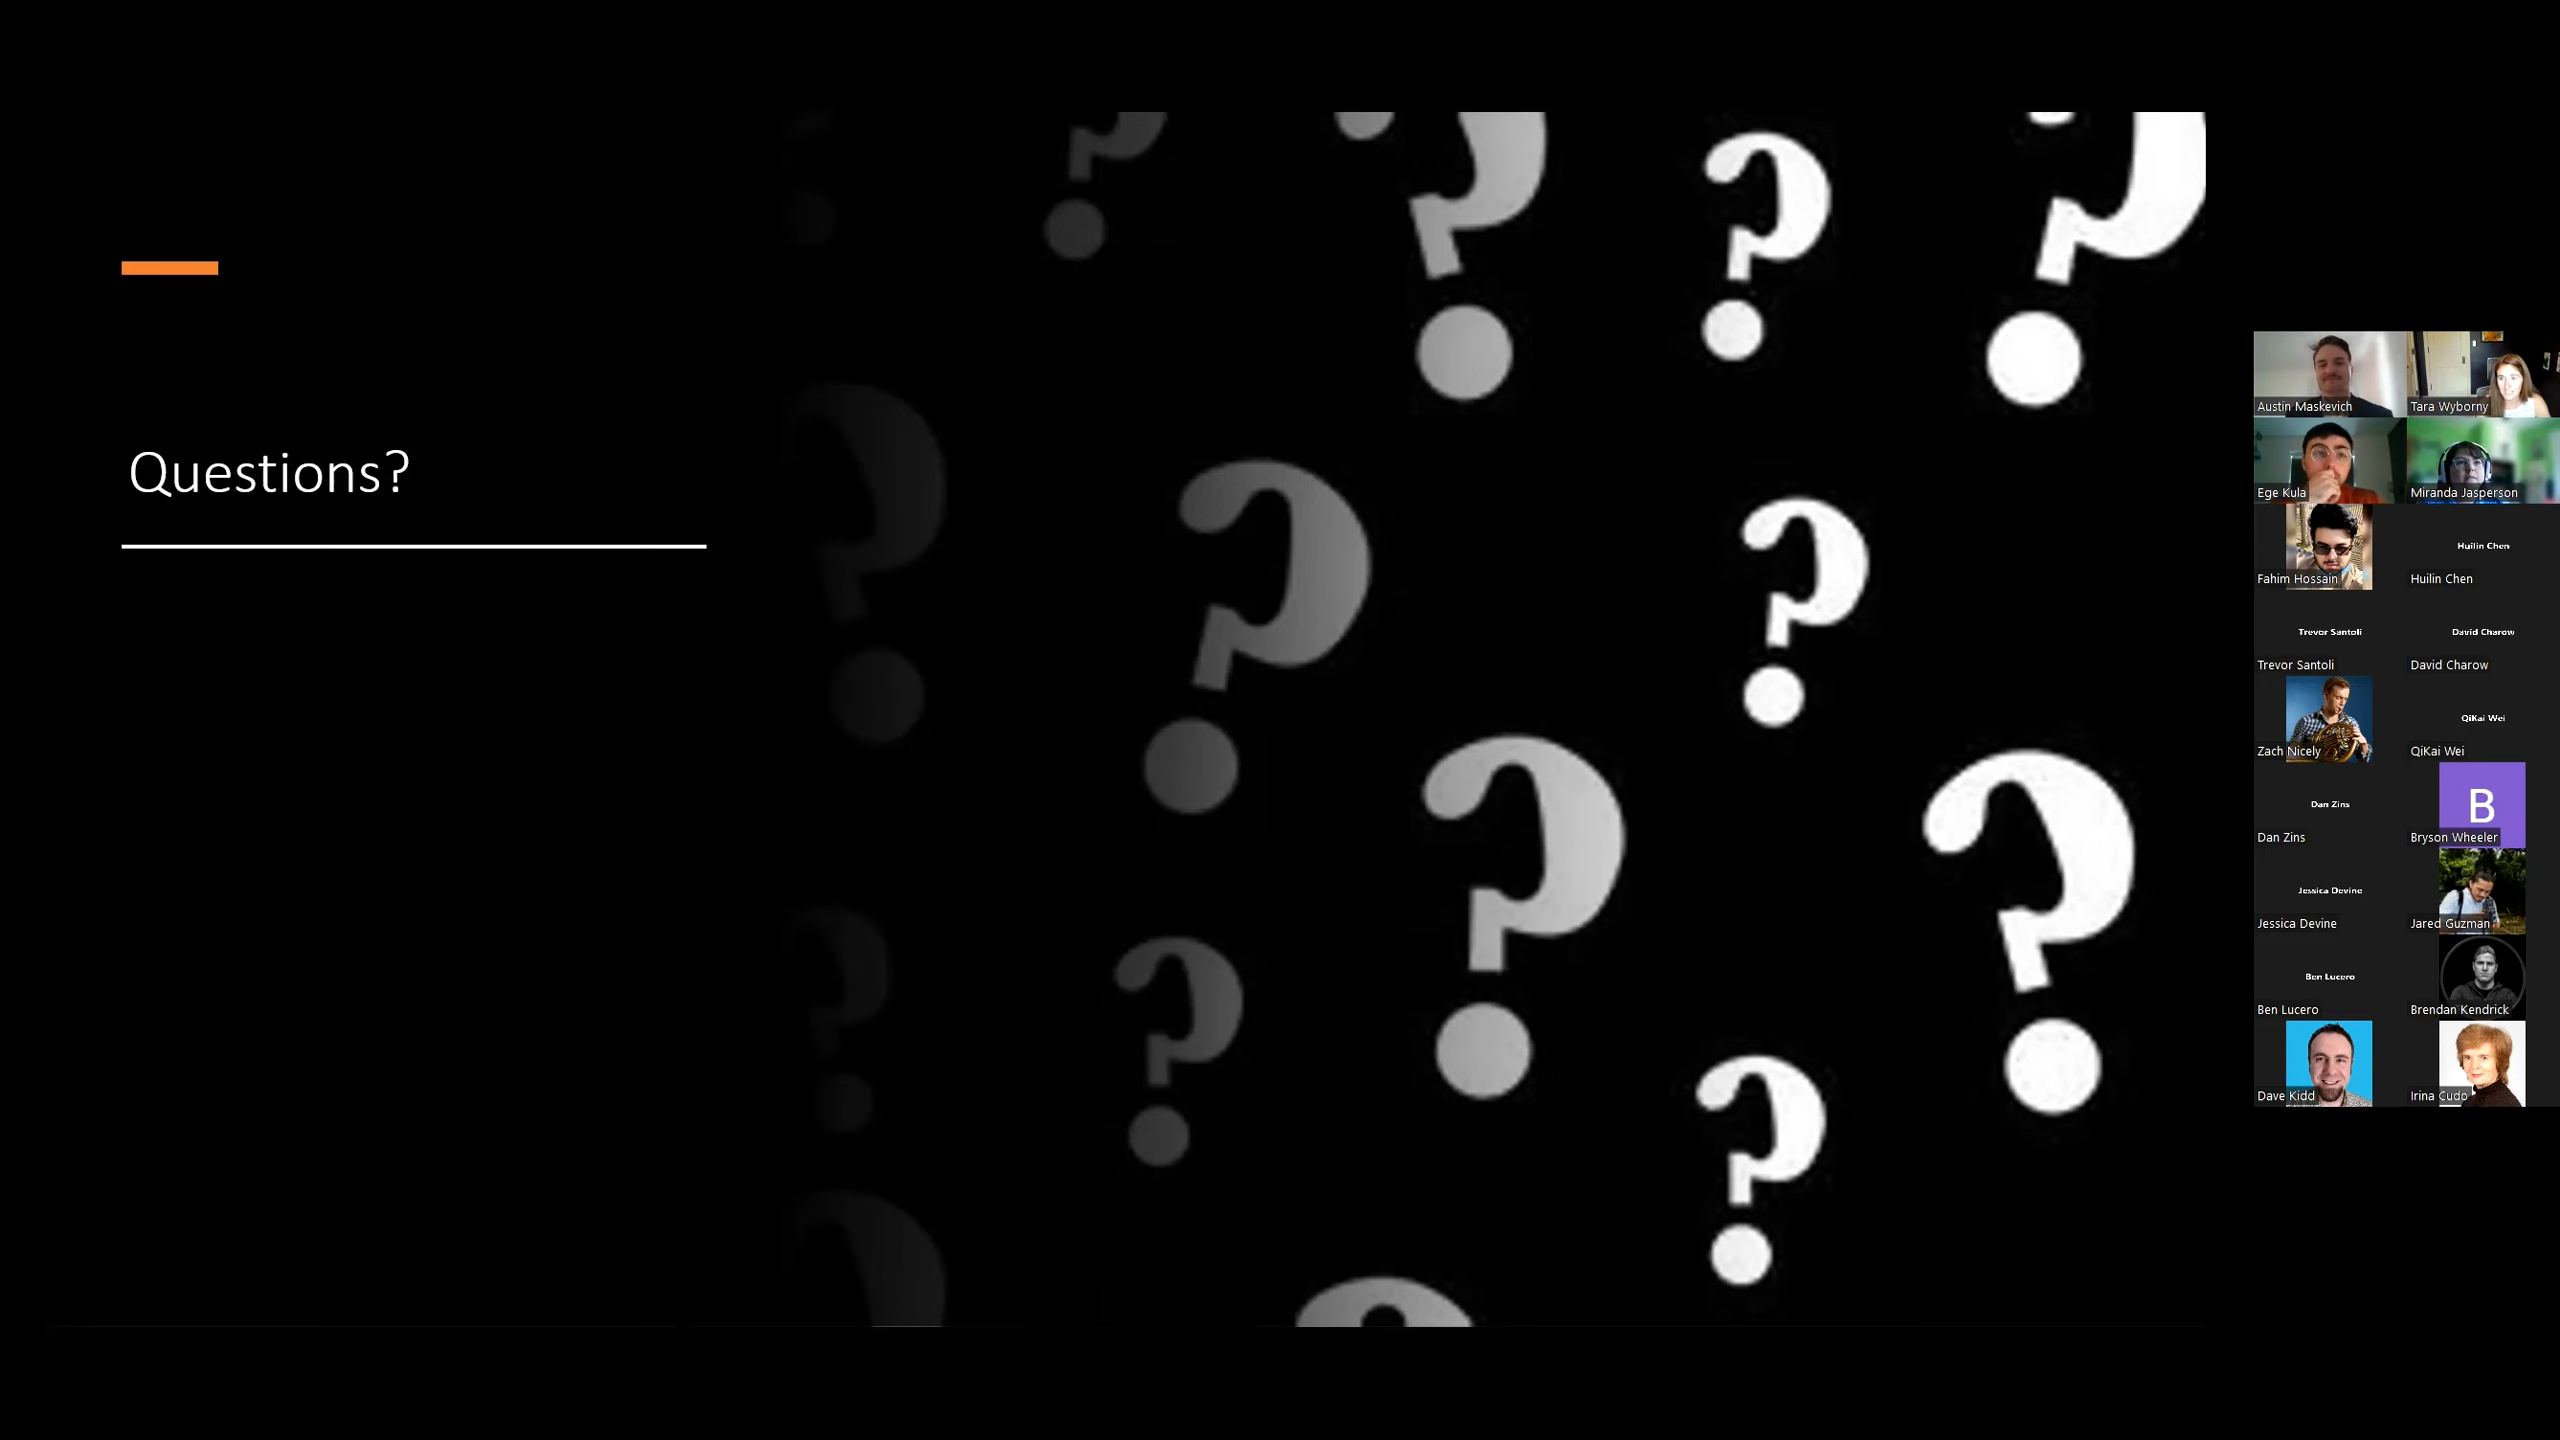 Questions?
Austin Maskevich
Tara Wyborny
Ege Kula
Miranda Jasperson
Fahim Hossain
Huilin Chen
Huilin Chen
Trevor Santoli
Trevor Santoli
David Charow
David Charow
Zach Nicely
QiKai Wei
QiKai Wei
Dan Zins
Dan Zins
B
Bryson Wheeler
Jessica Devine
Jessica Devine
Jared Guzman
Ben Lucero
Ben Lucero
Brendan Kendrick
Dave Kidd
Irina Cudo